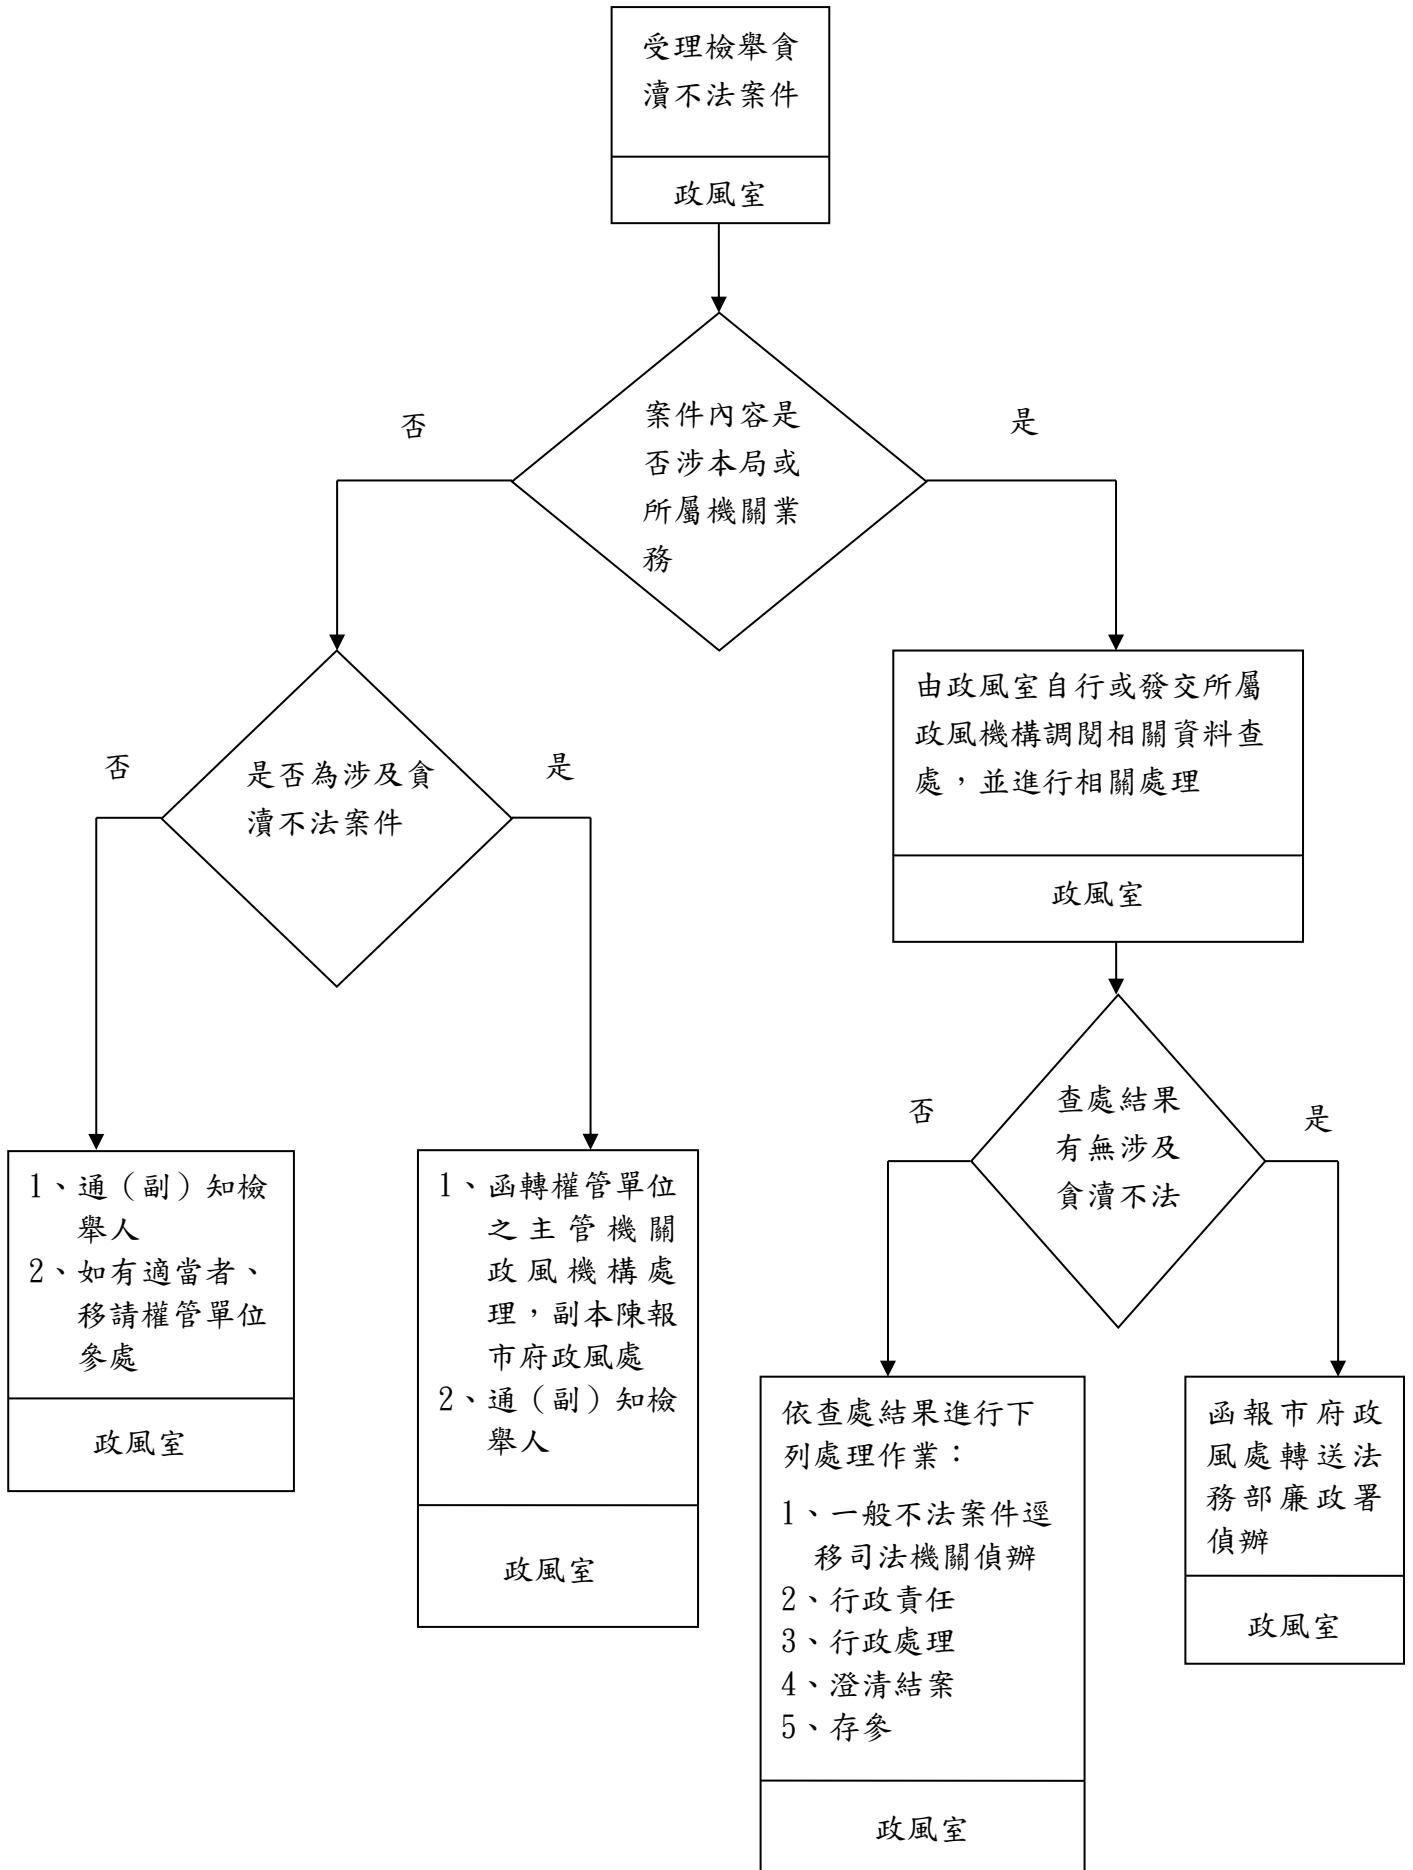 受理檢舉貪
瀆不法案件
政風室
案件內容是
否涉本局或
所屬機關業
務
否
是
由政風室自行或發交所屬
政風機構調閱相關資料查
處，並進行相關處理
政風室
是否為涉及貪
瀆不法案件
否
是
1、通（副）知檢
舉人
2、如有適當者、
移請權管單位
參處
政風室
1、函轉權管單位
之主管機關
政風機構處
理，副本陳報
市府政風處
2、通（副）知檢
舉人
政風室
查處結果
有無涉及
貪瀆不法
否
是
依查處結果進行下
列處理作業：
1、一般不法案件逕
移司法機關偵辦
2、行政責任
3、行政處理
4、澄清結案
5、存參
政風室
函報市府政
風處轉送法
務部廉政署
偵辦
政風室